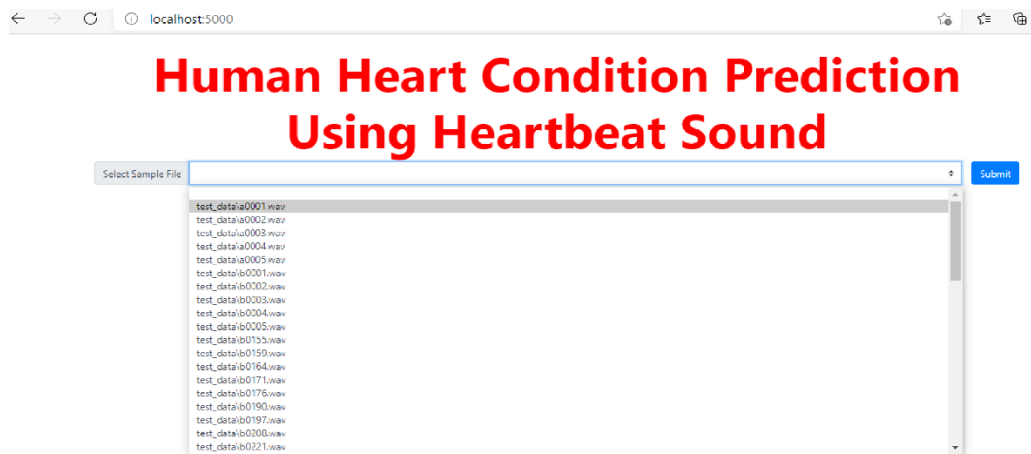 localhost:5000
Human Heart Condition Prediction
Using Heartbeat Sound
Select Sample File
Submit
test_data\a0001.wav
test_data\a0002.wav
test_data\a0003.wav
test_data\a0004.wav
test_data\a0005.wav
test_data\b0001.wav
test_data\b0002.wav
test_data\b0003.wav
test_data\b0004.wav
test_data\b0005.wav
test_data\b0155.wav
test_data\b0159.wav
test_data\b0164.wav
test_data\b0171.wav
test_data\b0176.wav
test_data\b0190.wav
test_data\b0197.wav
test_data\b0208.wav
test_data\b0221.wav